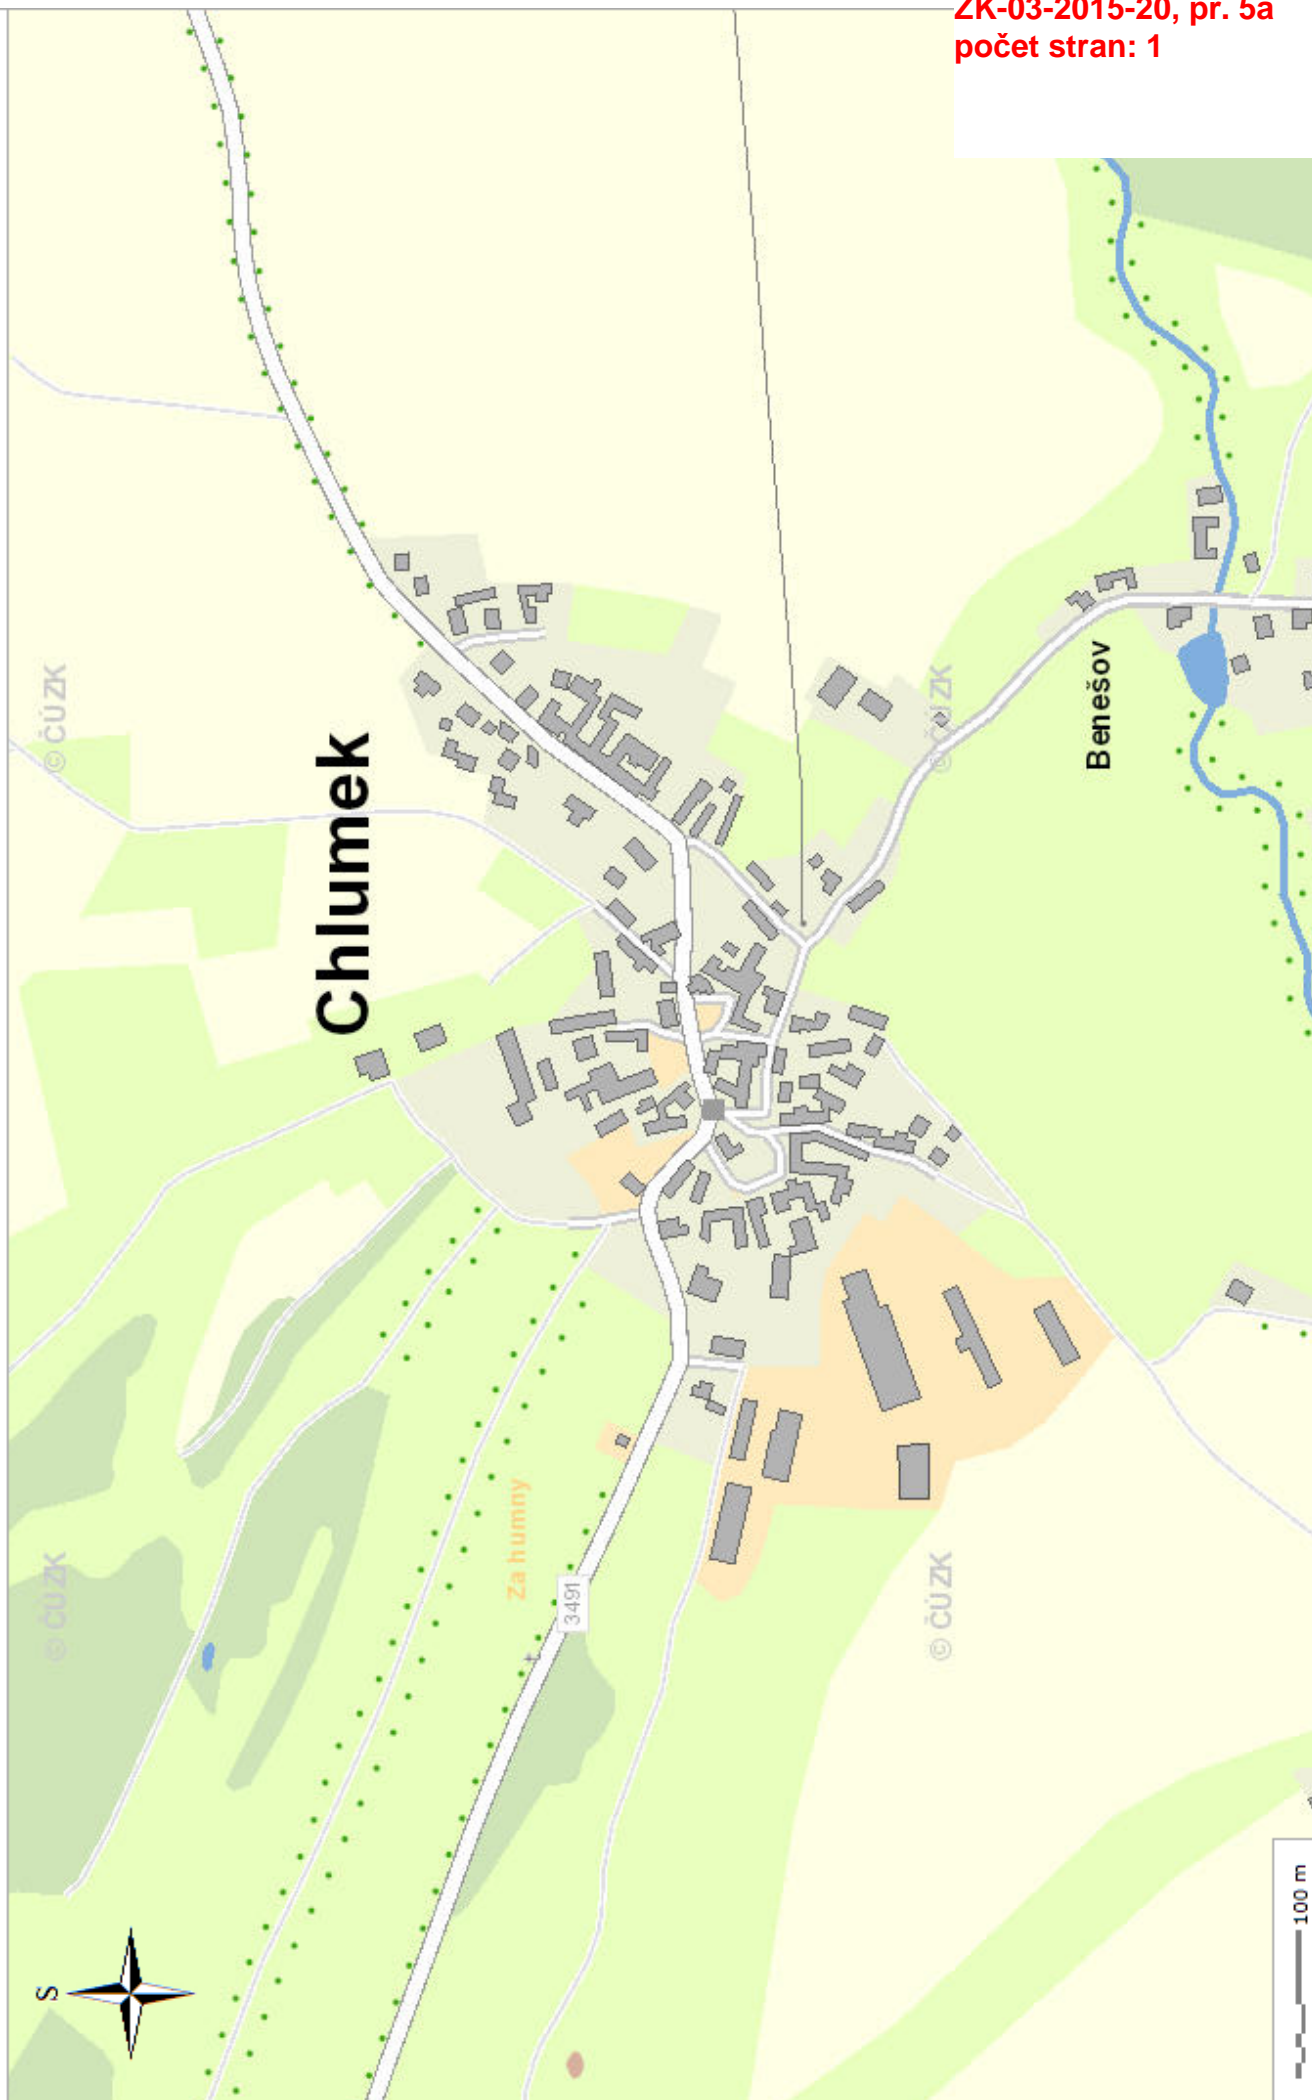 ZK-03-2015-20, pr. 5a
počet stran: 1
© ČÚZK
Chlumek
© ČÚZK
Benešov
Za humny
© ČÚZK
3491
© ČÚZK
S
100 m